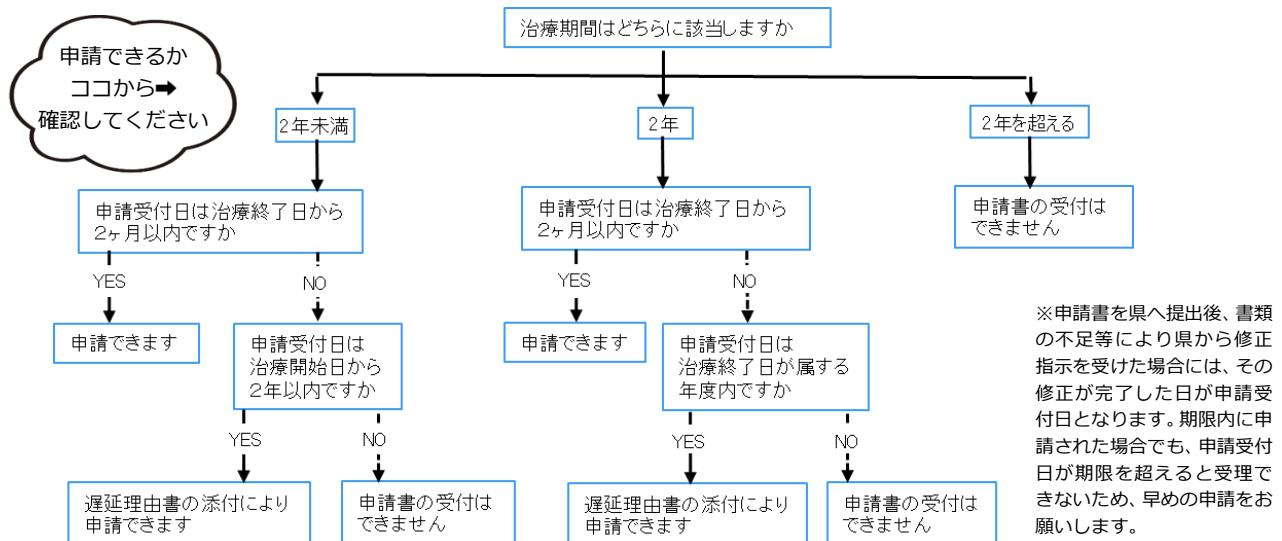 治療期間はどちらに該当しますか
申請できるか
ココから➡
確認してください
2年未満
2年
2年を超える
申請受付日は治療終了日から
2ヶ月以内ですか
申請受付日は治療終了日から
2ヶ月以内ですか
申請書の受付は
できません
YES
NO
YES
NO
申請できます
申請受付日は
治療開始日から
2年以内ですか
申請できます
申請受付日は
治療終了日が属する
年度内ですか
YES
NO
YES
NO
遅延理由書の添付により
申請できます
申請書の受付は
できません
遅延理由書の添付により
申請できます
申請書の受付は
できません
※申請書を県へ提出後、書類
の不足等により県から修正
指示を受けた場合には、その
修正が完了した日が申請受
付日となります。期限内に申
請された場合でも、申請受付
日が期限を超えると受理で
きないため、早めの申請をお
願いします。